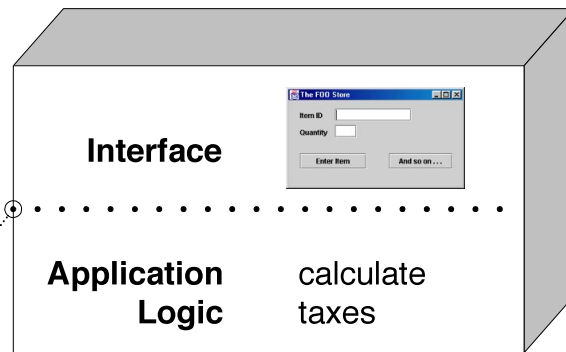 The FOO Store
Item ID
Quantity
Enter Item And so on . . .
Interface
Application calculate
Logic taxes